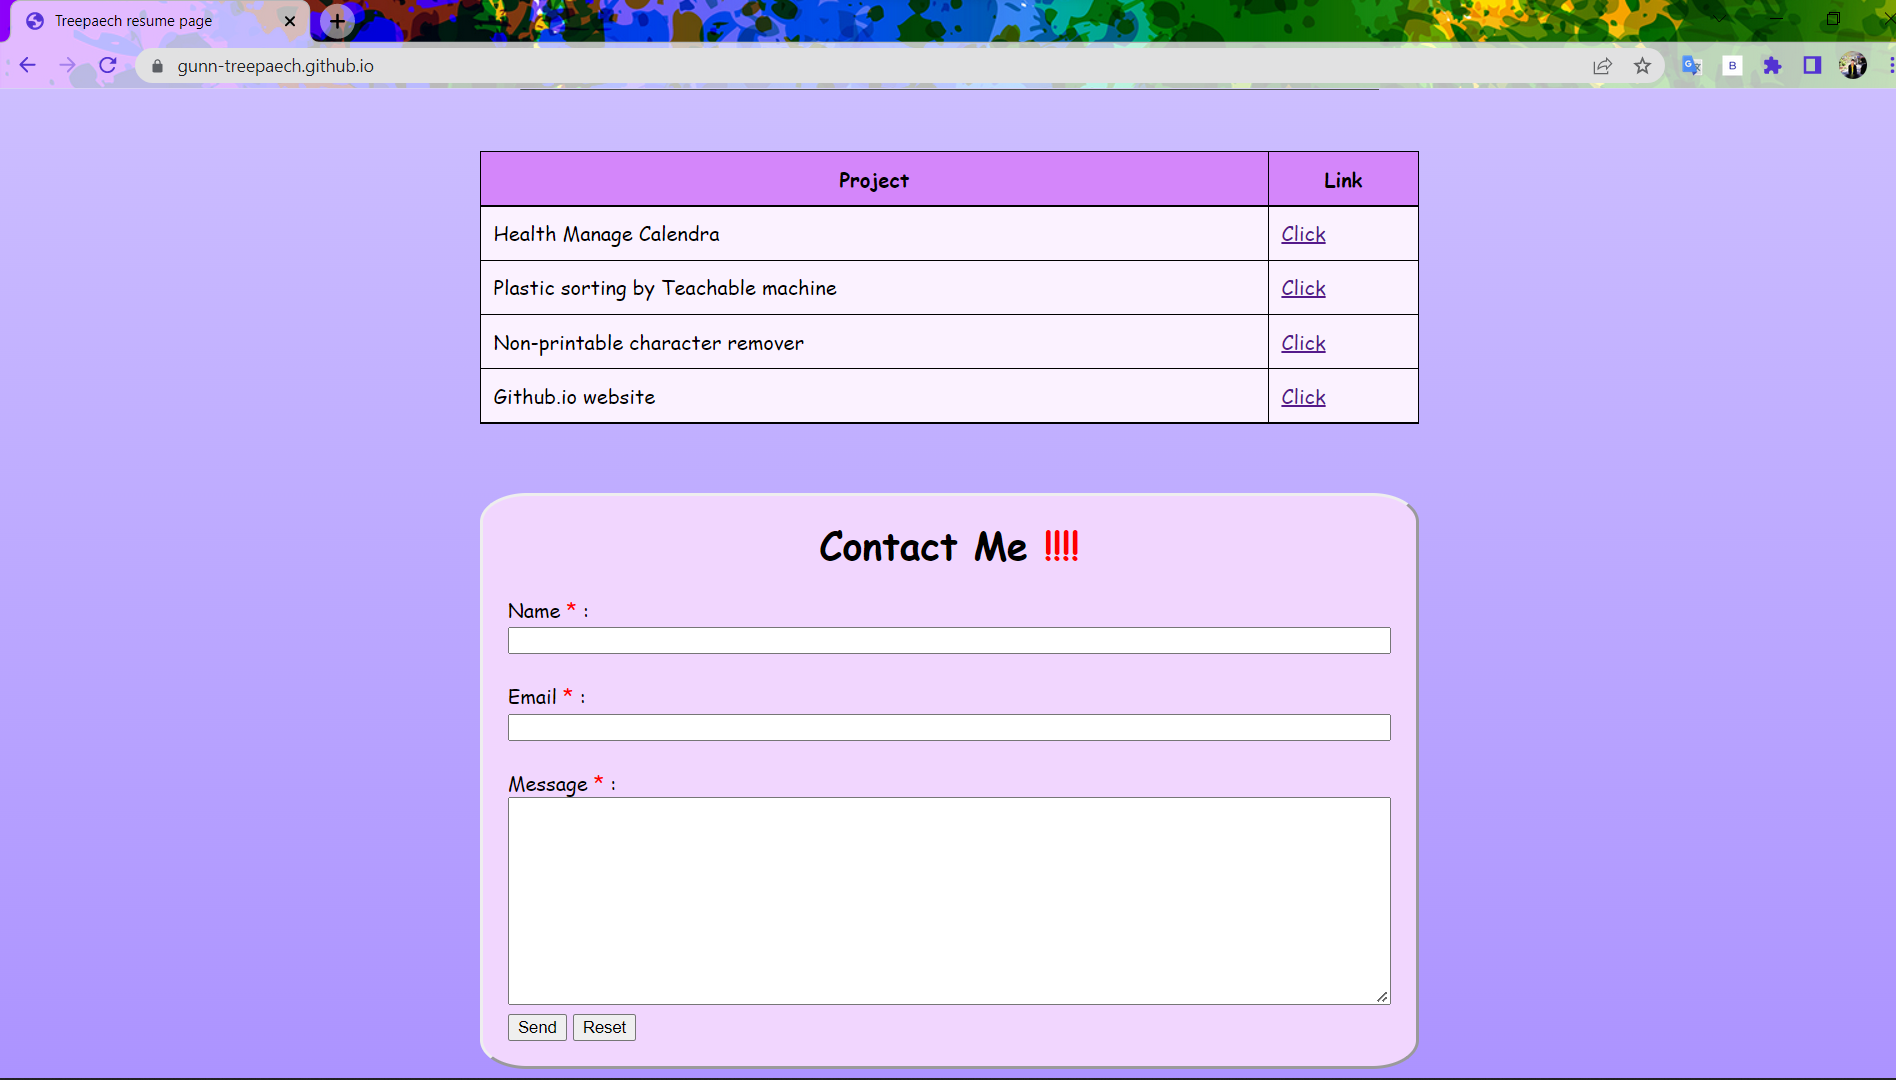 Treepaech resume page
gunn-treepaech.github.io
B
Project Link
Health Manage Calendra Click
Plastic sorting by Teachable machine Click
Non-printable character remover Click
Github.io website Click
Contact Me !!!!
Name * :
Email * :
Message * :
Send Reset